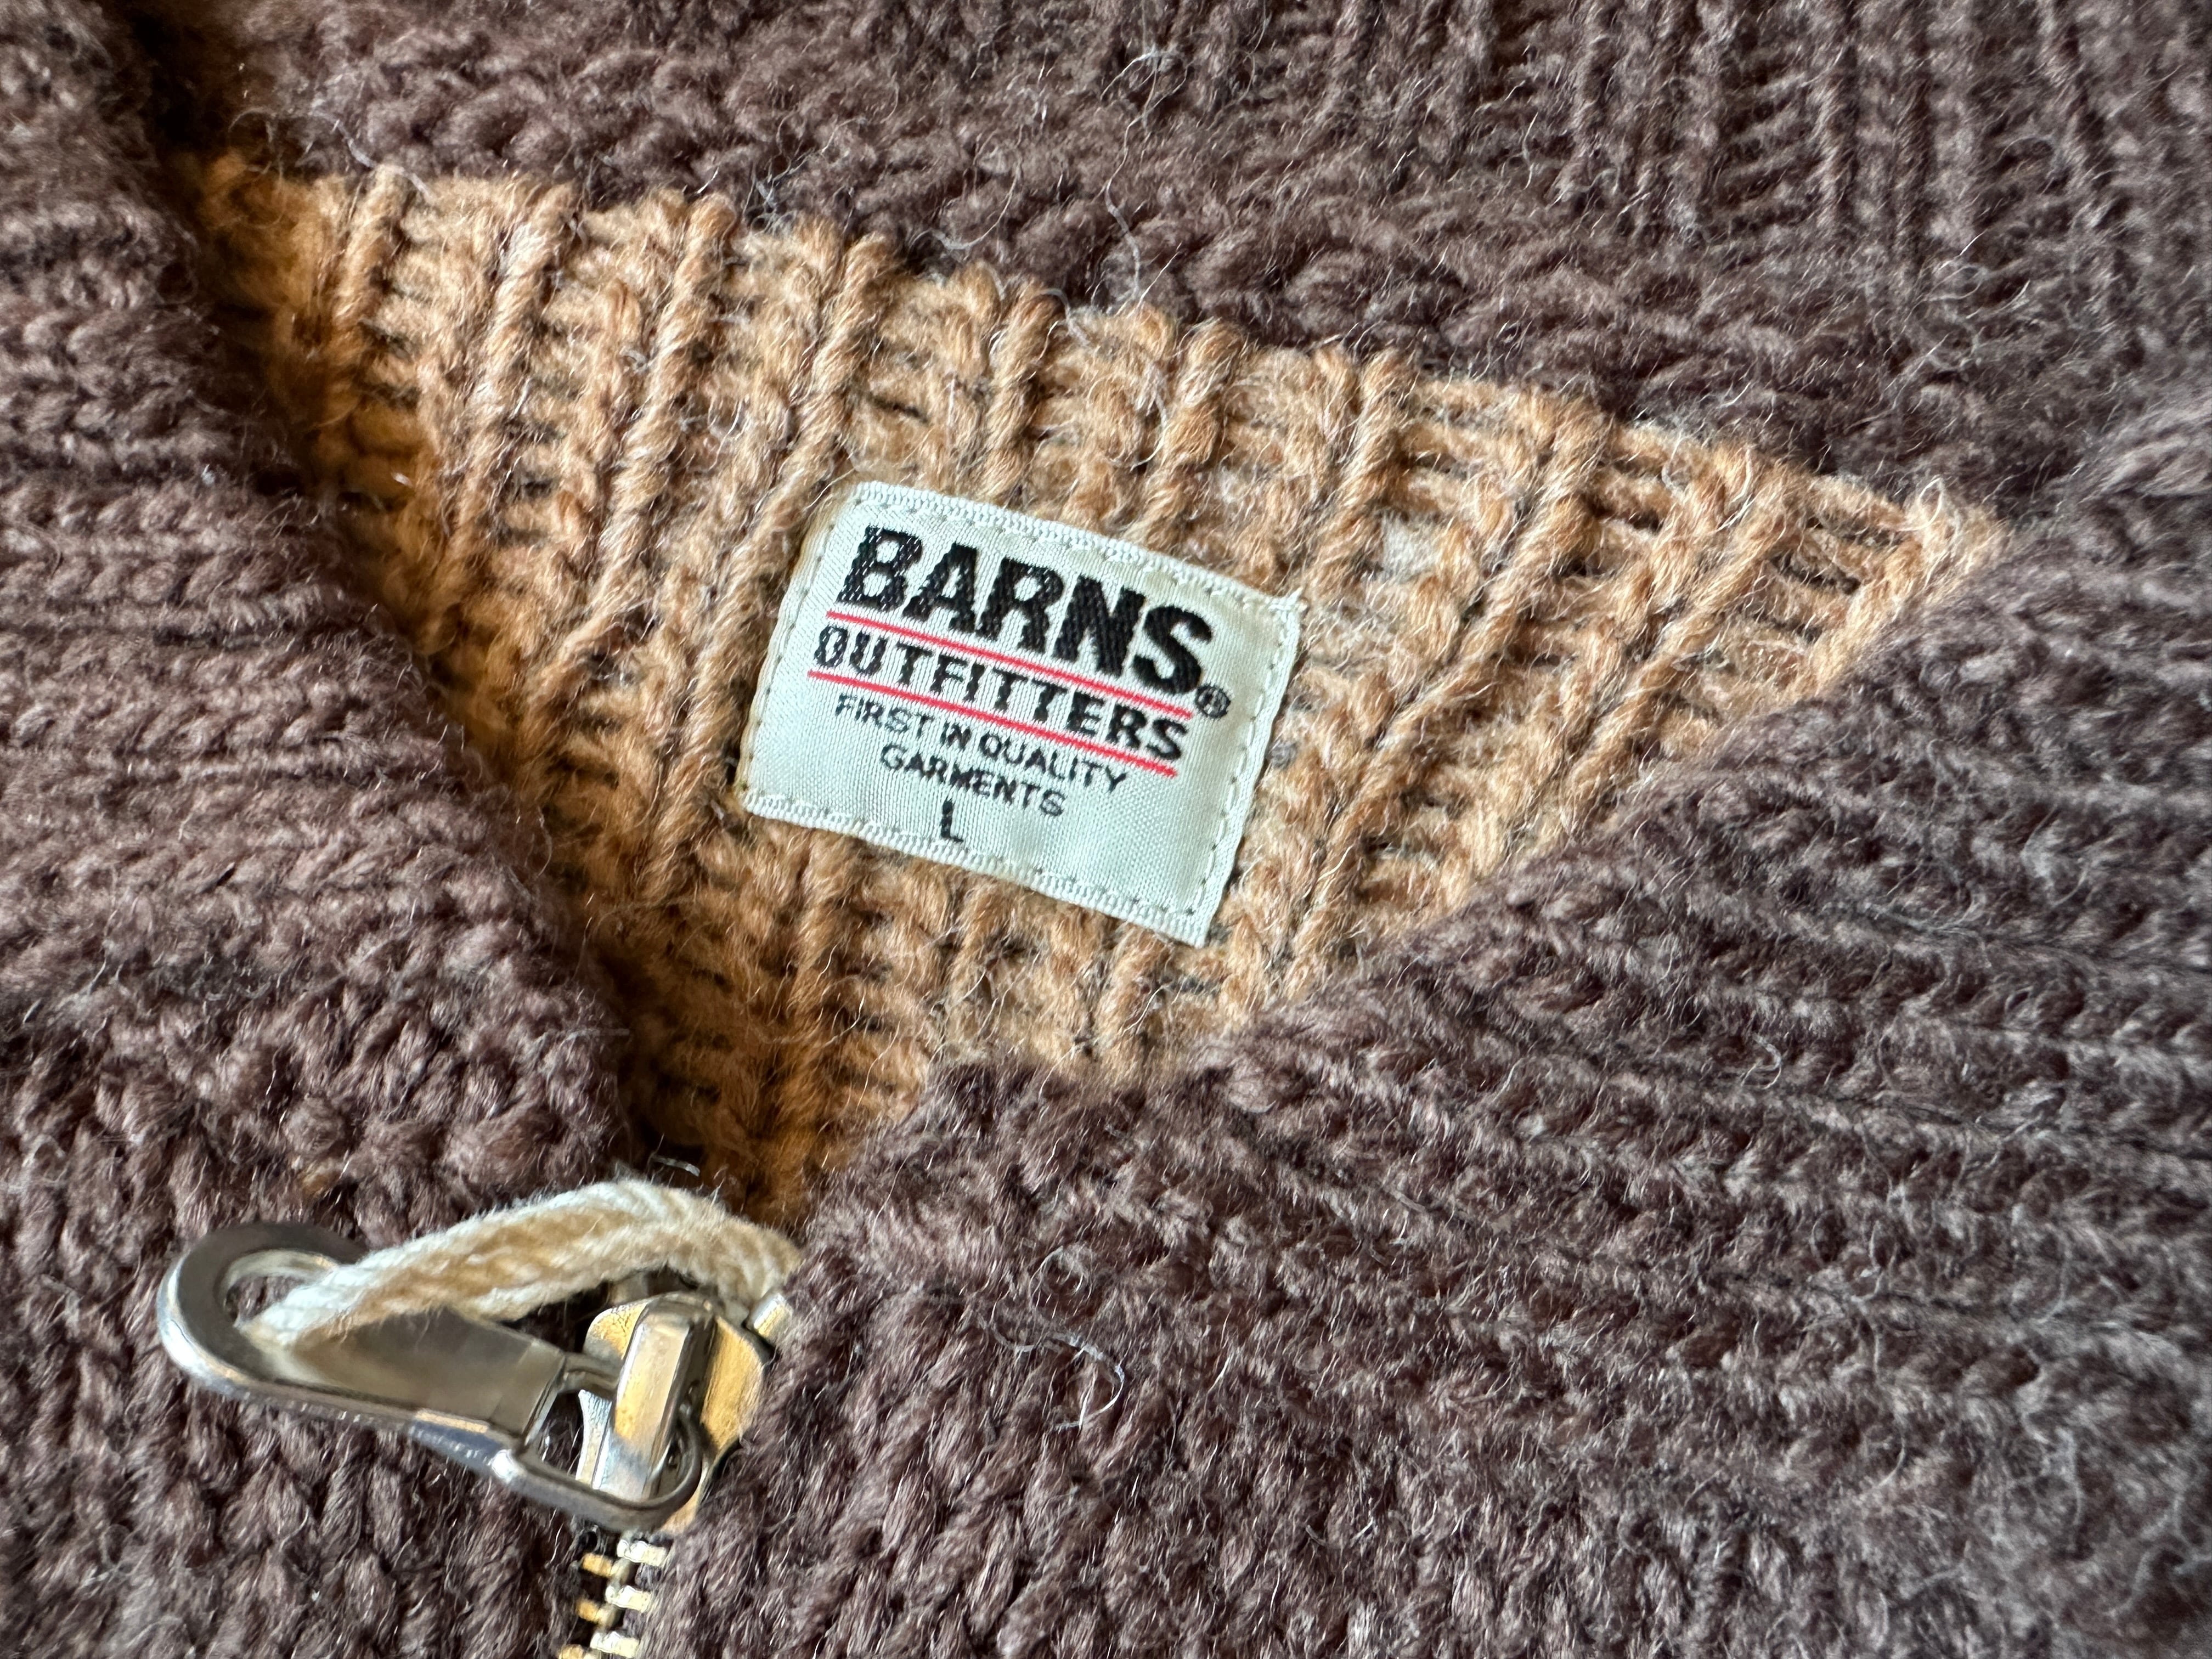 BARNS®
OUTFITTERS
FIRST IN QUALITY
GARMENTS
L